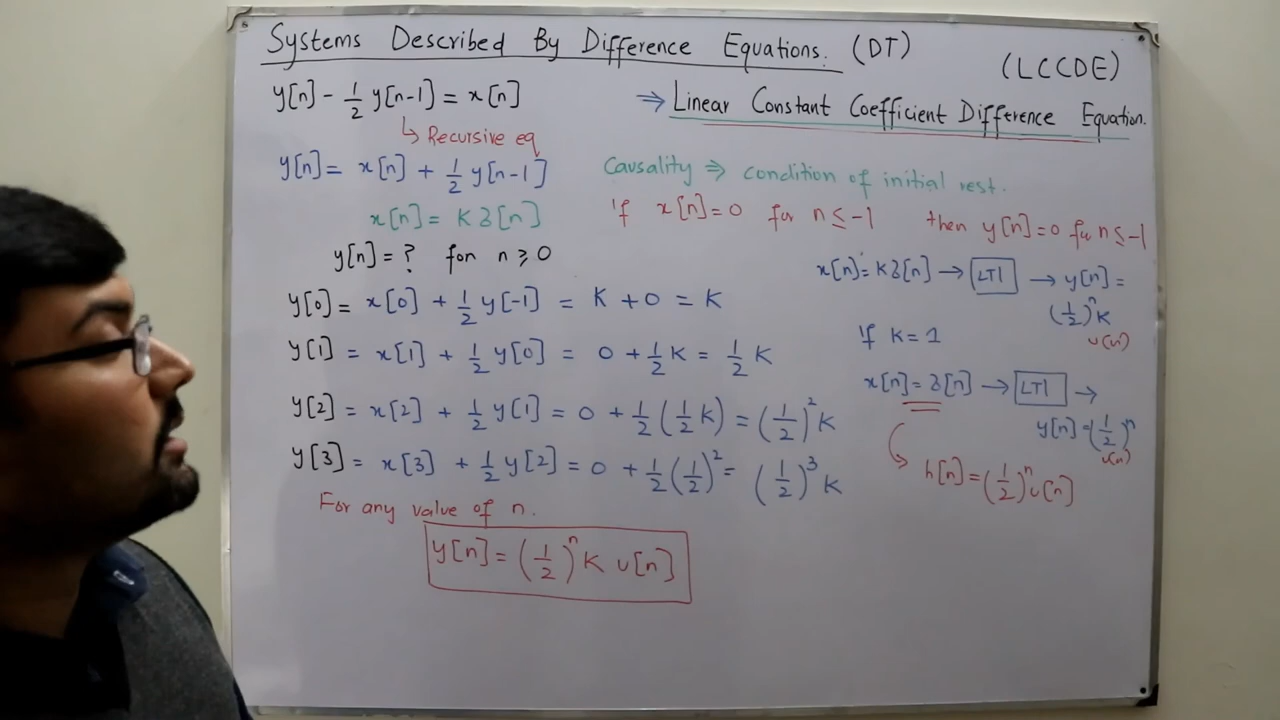 Systems Described By Difference Equations. (DT)
(LCCDE)
y[n] - 1/2 y[n-1] = x[n]
⇒ Linear Constant Coefficient Difference Equation.
↳ Recursive eq
y[n] = x[n] + 1/2 y[n-1]
Causality ⇒ condition of initial rest.
x[n] = Kδ[n]
if x[n]=0 for n ≤ -1 then y[n]=0 for n ≤ -1
y[n] = ? for n ≥ 0
x[n] = Kδ[n] → LTI → y[n] =
(1/2)^n K
u(n)
y[0] = x[0] + 1/2 y[-1] = K + 0 = K
if K = 1
y[1] = x[1] + 1/2 y[0] = 0 + 1/2 K = 1/2 K
x[n] = δ[n] → LTI →
y[n] = (1/2)^n
u(n)
y[2] = x[2] + 1/2 y[1] = 0 + 1/2 (1/2 K) = (1/2)^2 K
y[3] = x[3] + 1/2 y[2] = 0 + 1/2 (1/2)^2 = (1/2)^3 K
h[n] = (1/2)^n u[n]
For any value of n.
y[n] = (1/2)^n K u[n]